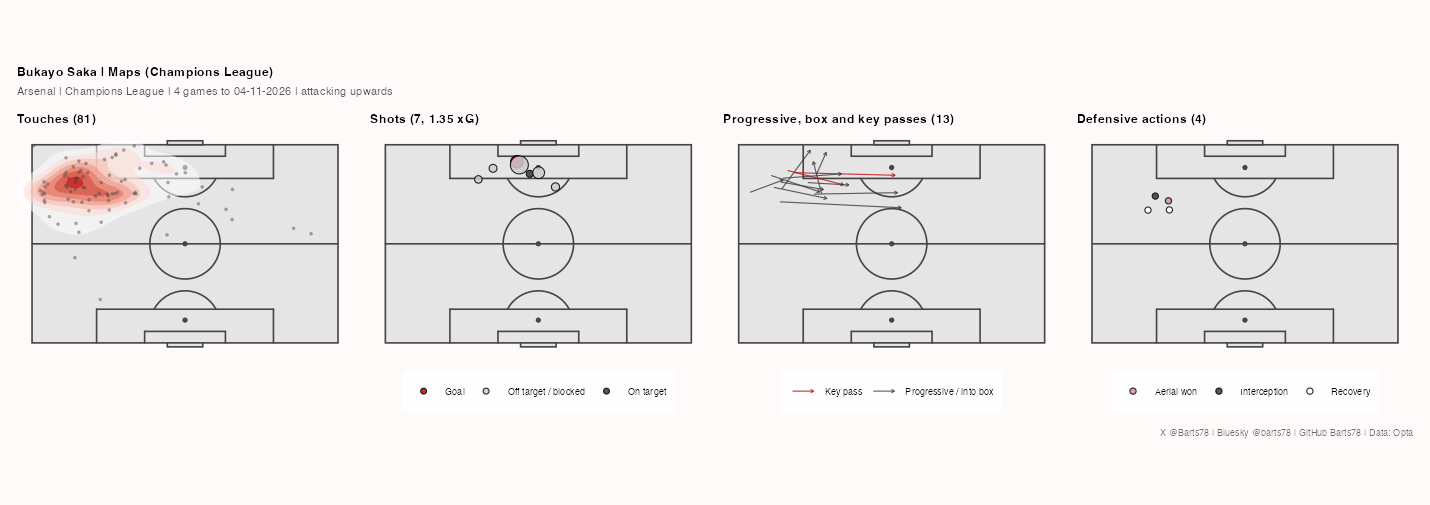 Bukayo Saka | Maps (Champions League)
Arsenal | Champions League | 4 games to 04-11-2026 | attacking upwards
Touches (81)
Shots (7, 1.35 xG)
Progressive, box and key passes (13)
Defensive actions (4)
Goal
Off target / blocked
On target
Key pass
Progressive / into box
Aerial won
Interception
Recovery
X @Barts78 | Bluesky @barts78 | GitHub Barts78 | Data: Opta